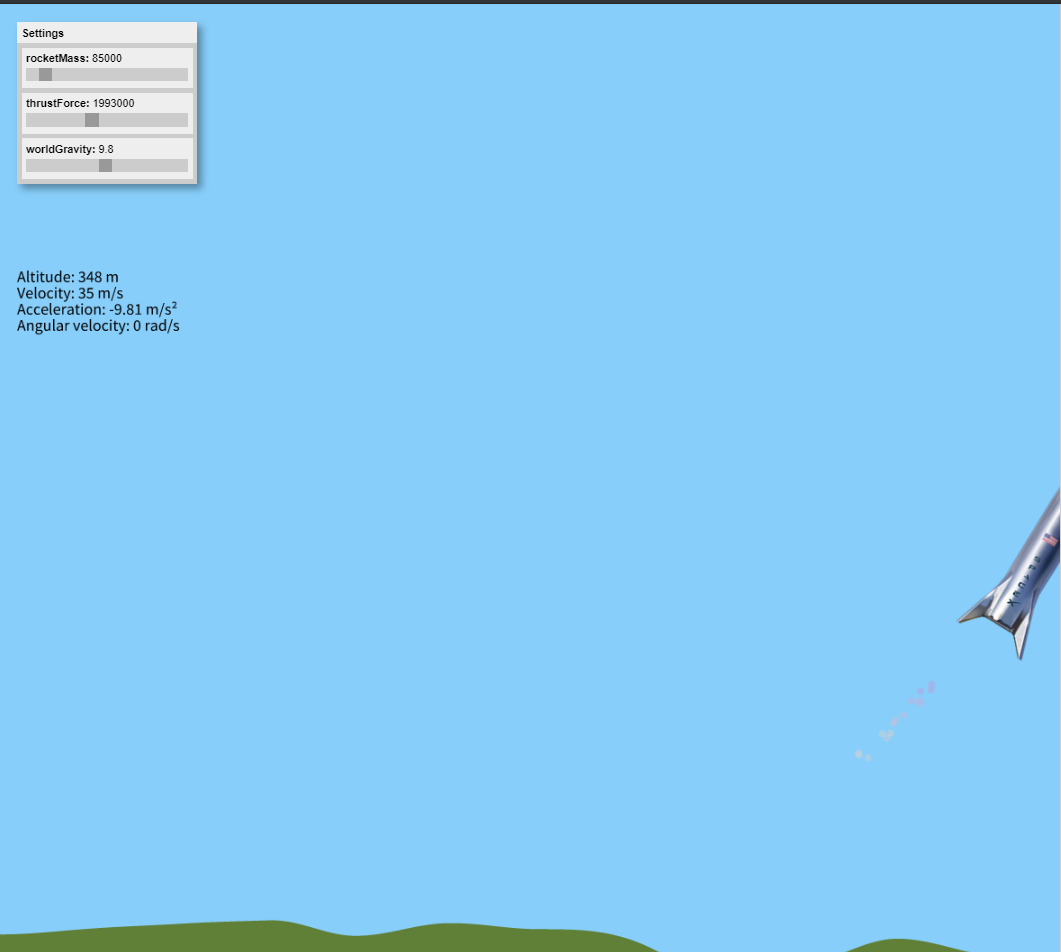 Settings
rocketMass: 85000
thrustForce: 1993000
worldGravity: 9.8
Altitude: 348 m
Velocity: 35 m/s
Acceleration: -9.81 m/s²
Angular velocity: 0 rad/s